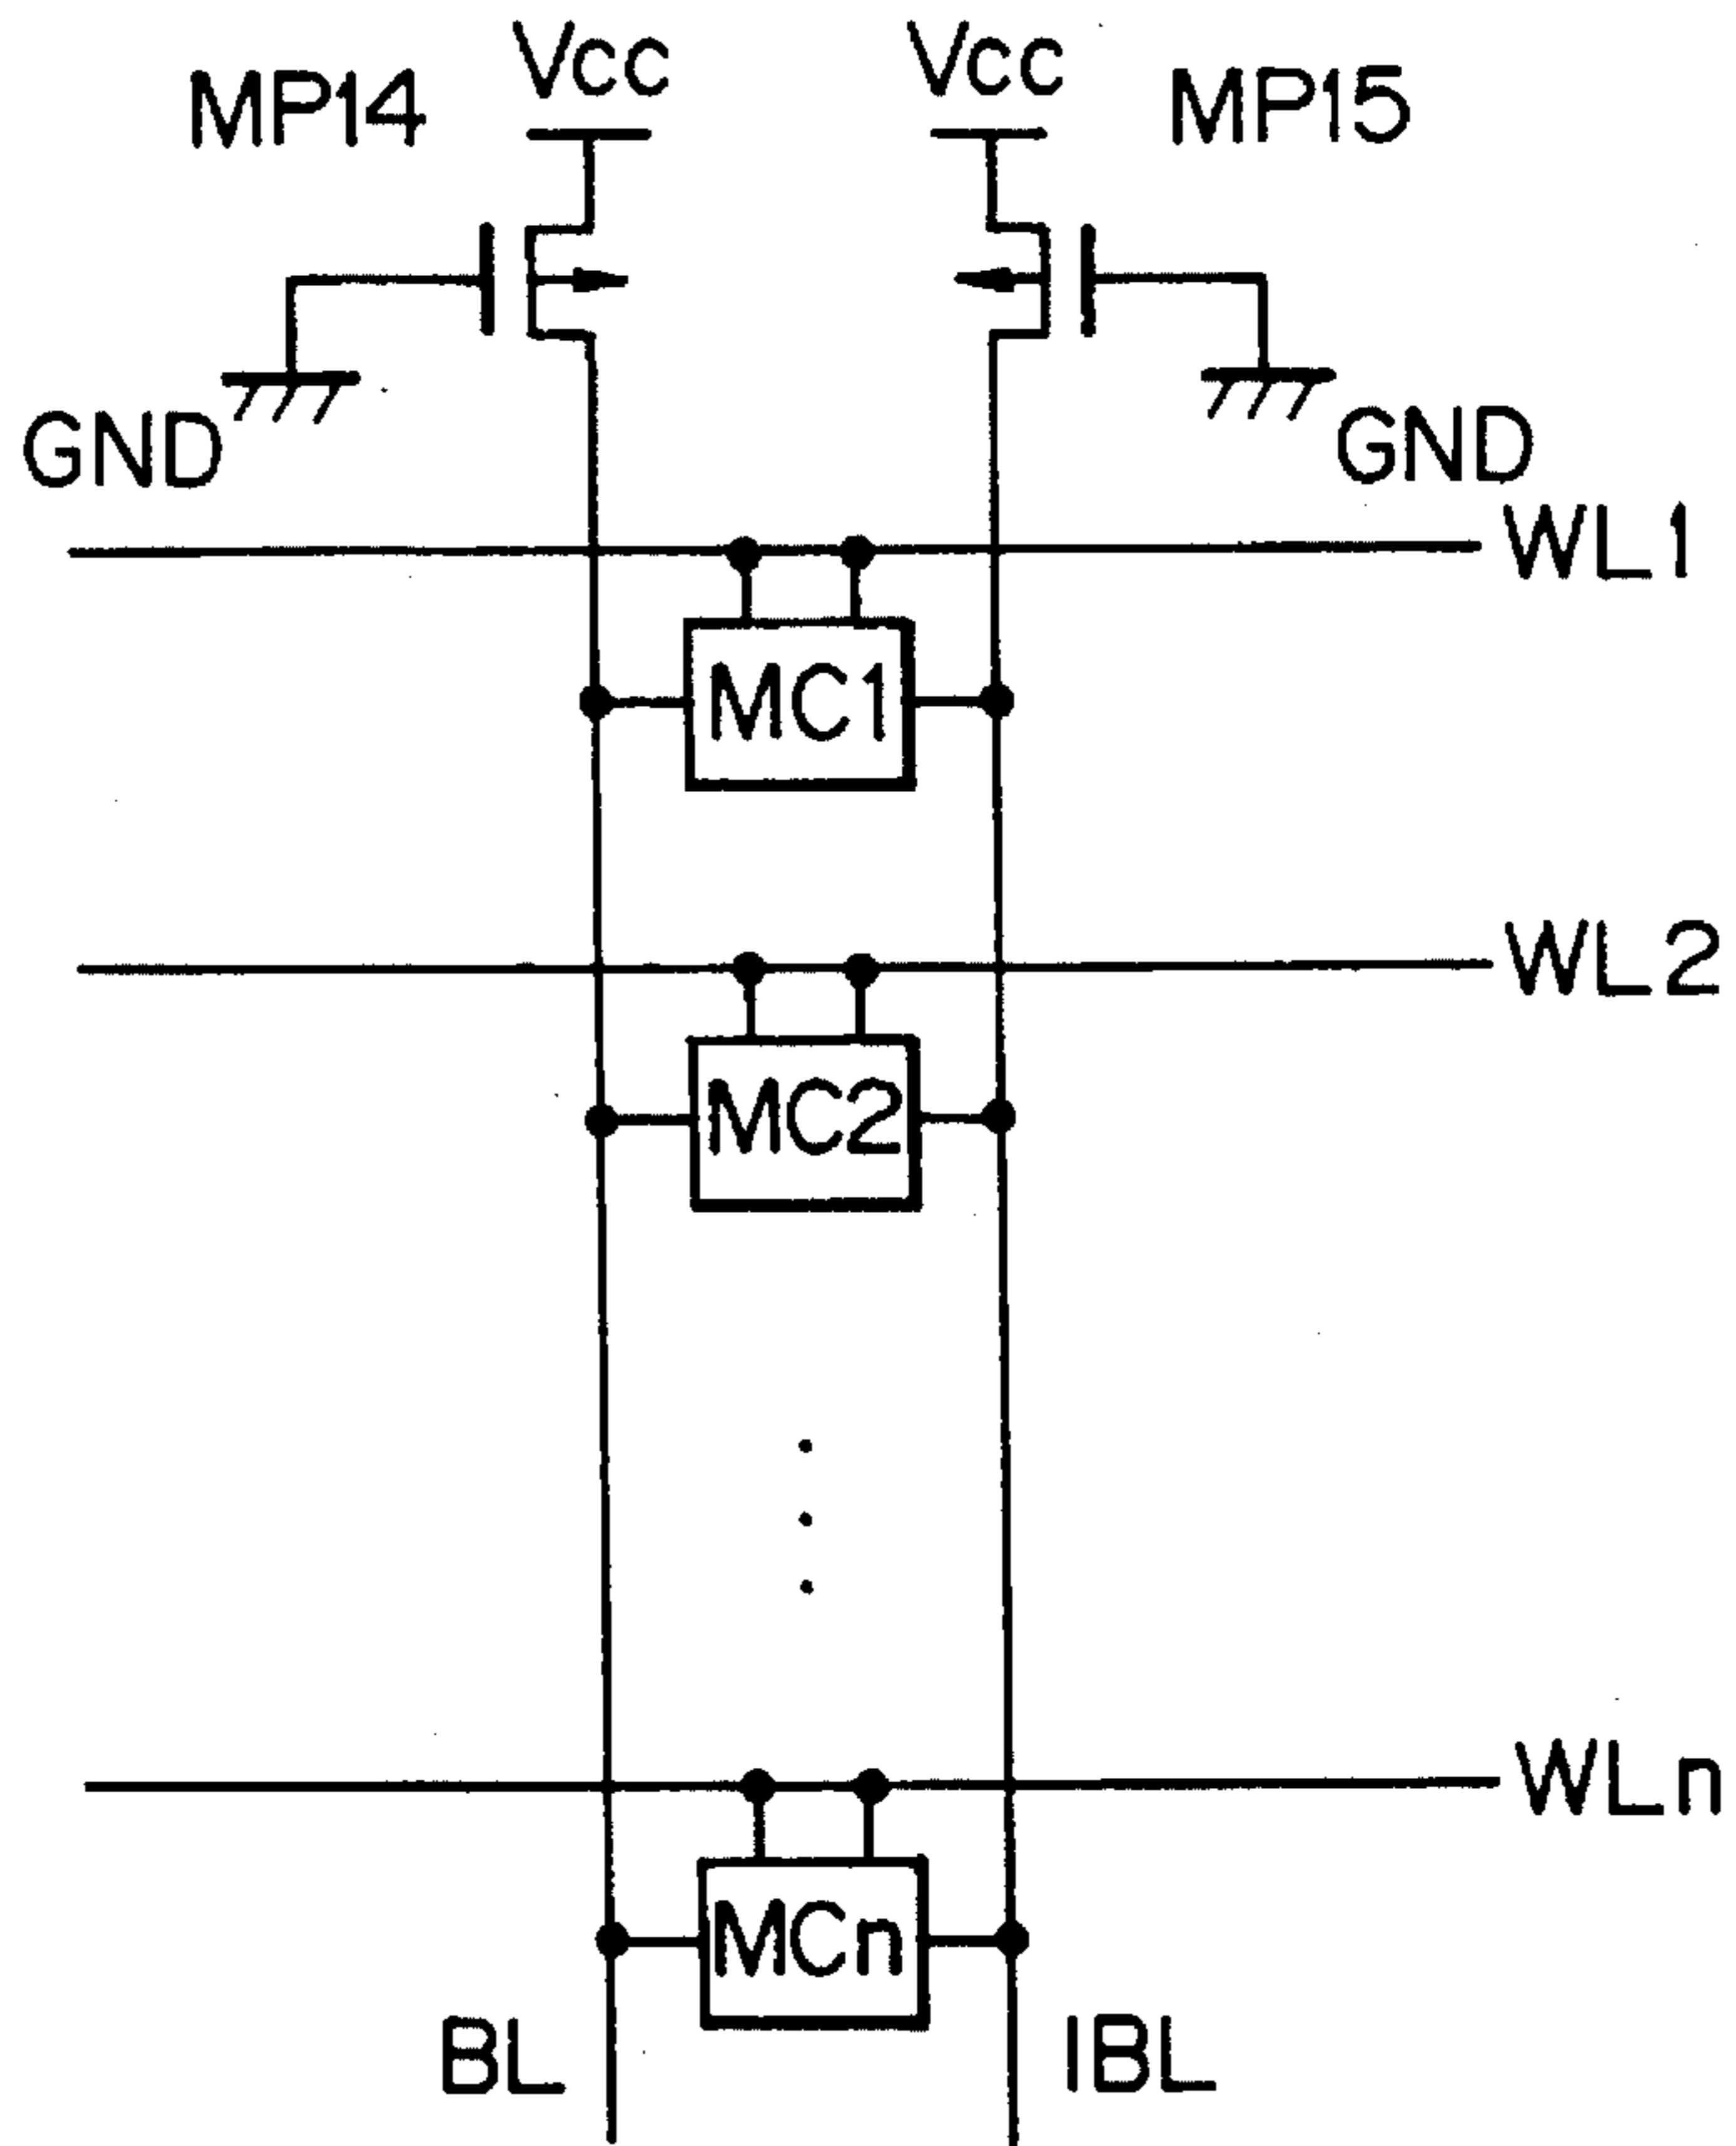 MP14 Vcc Vcc MP15
GND GND
WL1
MC1
WL2
MC2
WLn
MCn
BL IBL